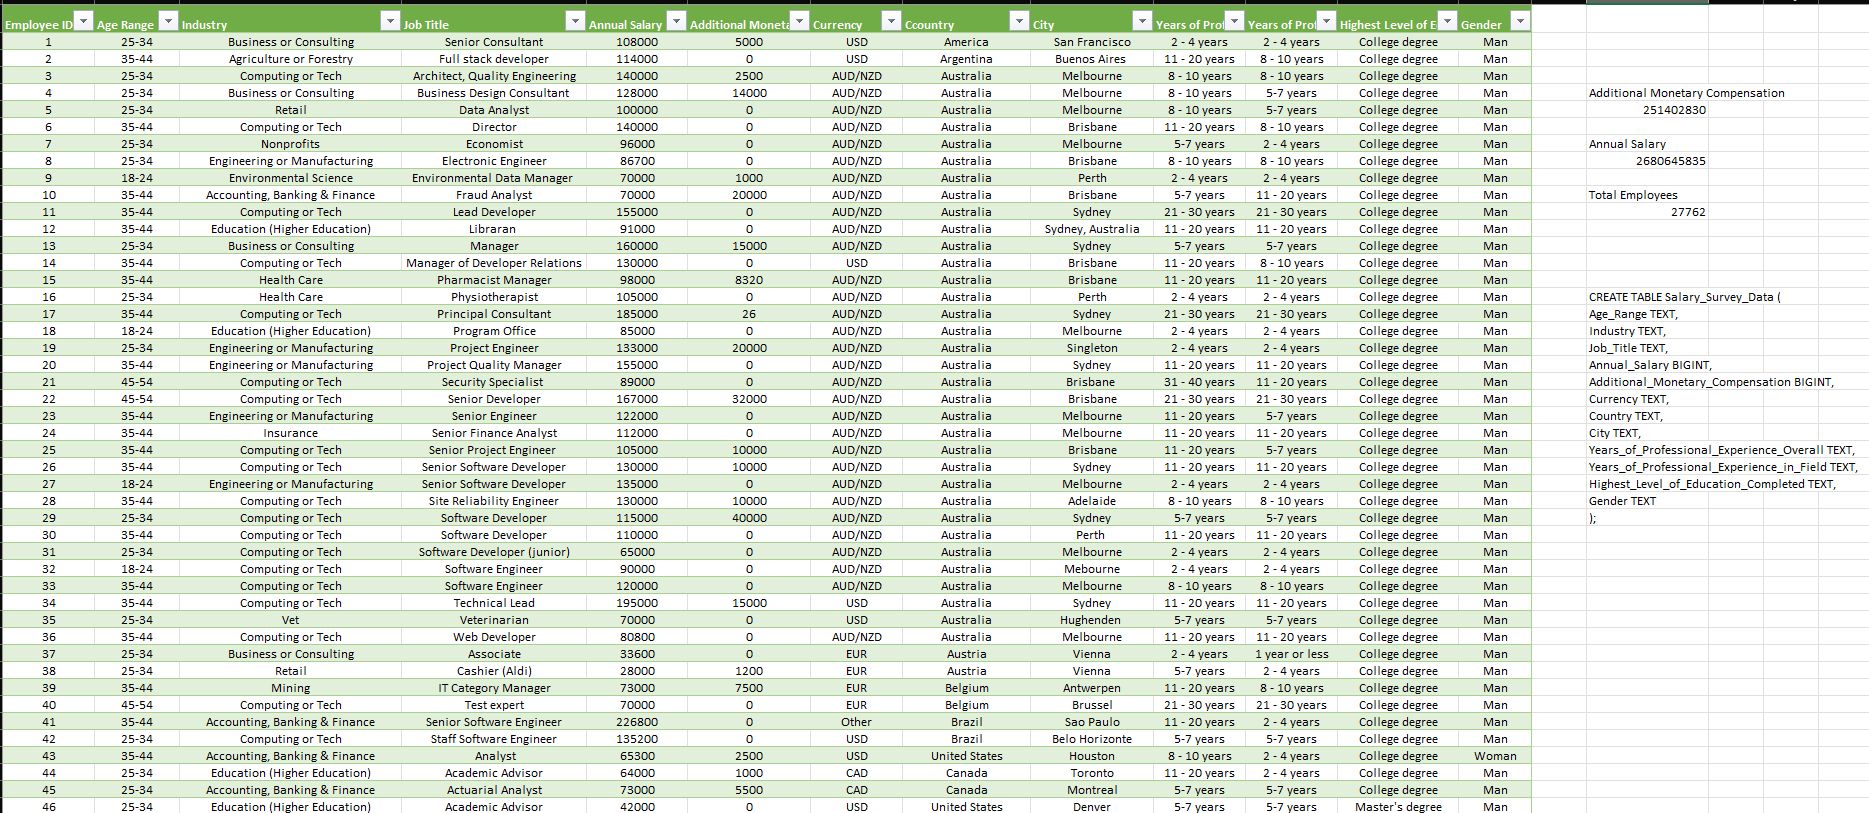 Employee ID Age Range Industry Job Title Annual Salary Additional Moneta Currency Ccountry City Years of Prof Years of Prof Highest Level of E Gender
1 25-34 Business or Consulting Senior Consultant 108000 5000 USD America San Francisco 2 - 4 years 2 - 4 years College degree Man
2 35-44 Agriculture or Forestry Full stack developer 114000 0 USD Argentina Buenos Aires 11 - 20 years 8 - 10 years College degree Man
3 25-34 Computing or Tech Architect, Quality Engineering 140000 2500 AUD/NZD Australia Melbourne 8 - 10 years 8 - 10 years College degree Man
4 25-34 Business or Consulting Business Design Consultant 128000 14000 AUD/NZD Australia Melbourne 8 - 10 years 5-7 years College degree Man Additional Monetary Compensation
5 25-34 Retail Data Analyst 100000 0 AUD/NZD Australia Melbourne 8 - 10 years 5-7 years College degree Man 251402830
6 35-44 Computing or Tech Director 140000 0 AUD/NZD Australia Brisbane 11 - 20 years 8 - 10 years College degree Man
7 25-34 Nonprofits Economist 96000 0 AUD/NZD Australia Melbourne 5-7 years 2 - 4 years College degree Man Annual Salary
8 25-34 Engineering or Manufacturing Electronic Engineer 86700 0 AUD/NZD Australia Brisbane 8 - 10 years 8 - 10 years College degree Man 2680645835
9 18-24 Environmental Science Environmental Data Manager 70000 1000 AUD/NZD Australia Perth 2 - 4 years 2 - 4 years College degree Man
10 35-44 Accounting, Banking & Finance Fraud Analyst 70000 20000 AUD/NZD Australia Brisbane 5-7 years 11 - 20 years College degree Man Total Employees
11 35-44 Computing or Tech Lead Developer 155000 0 AUD/NZD Australia Sydney 21 - 30 years 21 - 30 years College degree Man 27762
12 35-44 Education (Higher Education) Libraran 91000 0 AUD/NZD Australia Sydney, Australia 11 - 20 years 11 - 20 years College degree Man
13 25-34 Business or Consulting Manager 160000 15000 AUD/NZD Australia Sydney 5-7 years 5-7 years College degree Man
14 35-44 Computing or Tech Manager of Developer Relations 130000 0 USD Australia Brisbane 11 - 20 years 8 - 10 years College degree Man
15 35-44 Health Care Pharmacist Manager 98000 8320 AUD/NZD Australia Brisbane 11 - 20 years 11 - 20 years College degree Man
16 25-34 Health Care Physiotherapist 105000 0 AUD/NZD Australia Perth 2 - 4 years 2 - 4 years College degree Man CREATE TABLE Salary_Survey_Data (
17 35-44 Computing or Tech Principal Consultant 185000 26 AUD/NZD Australia Sydney 21 - 30 years 21 - 30 years College degree Man Age_Range TEXT,
18 18-24 Education (Higher Education) Program Office 85000 0 AUD/NZD Australia Melbourne 2 - 4 years 2 - 4 years College degree Man Industry TEXT,
19 25-34 Engineering or Manufacturing Project Engineer 133000 20000 AUD/NZD Australia Singleton 2 - 4 years 2 - 4 years College degree Man Job_Title TEXT,
20 35-44 Engineering or Manufacturing Project Quality Manager 155000 0 AUD/NZD Australia Sydney 11 - 20 years 11 - 20 years College degree Man Annual_Salary BIGINT,
21 45-54 Computing or Tech Security Specialist 89000 0 AUD/NZD Australia Brisbane 31 - 40 years 11 - 20 years College degree Man Additional_Monetary_Compensation BIGINT,
22 45-54 Computing or Tech Senior Developer 167000 32000 AUD/NZD Australia Brisbane 21 - 30 years 21 - 30 years College degree Man Currency TEXT,
23 35-44 Engineering or Manufacturing Senior Engineer 122000 0 AUD/NZD Australia Melbourne 11 - 20 years 5-7 years College degree Man Country TEXT,
24 35-44 Insurance Senior Finance Analyst 112000 0 AUD/NZD Australia Melbourne 11 - 20 years 11 - 20 years College degree Man City TEXT,
25 35-44 Computing or Tech Senior Project Engineer 105000 10000 AUD/NZD Australia Brisbane 11 - 20 years 5-7 years College degree Man Years_of_Professional_Experience_Overall TEXT,
26 35-44 Computing or Tech Senior Software Developer 130000 10000 AUD/NZD Australia Sydney 11 - 20 years 11 - 20 years College degree Man Years_of_Professional_Experience_in_Field TEXT,
27 18-24 Engineering or Manufacturing Senior Software Developer 135000 0 AUD/NZD Australia Melbourne 2 - 4 years 2 - 4 years College degree Man Highest_Level_of_Education_Completed TEXT,
28 35-44 Computing or Tech Site Reliability Engineer 130000 10000 AUD/NZD Australia Adelaide 8 - 10 years 8 - 10 years College degree Man Gender TEXT
29 25-34 Computing or Tech Software Developer 115000 40000 AUD/NZD Australia Sydney 5-7 years 5-7 years College degree Man );
30 35-44 Computing or Tech Software Developer 110000 0 AUD/NZD Australia Perth 11 - 20 years 11 - 20 years College degree Man
31 25-34 Computing or Tech Software Developer (junior) 65000 0 AUD/NZD Australia Melbourne 2 - 4 years 2 - 4 years College degree Man
32 18-24 Computing or Tech Software Engineer 90000 0 AUD/NZD Australia Mebourne 2 - 4 years 2 - 4 years College degree Man
33 35-44 Computing or Tech Software Engineer 120000 0 AUD/NZD Australia Melbourne 8 - 10 years 8 - 10 years College degree Man
34 35-44 Computing or Tech Technical Lead 195000 15000 USD Australia Sydney 11 - 20 years 11 - 20 years College degree Man
35 25-34 Vet Veterinarian 70000 0 USD Australia Hughenden 5-7 years 5-7 years College degree Man
36 35-44 Computing or Tech Web Developer 80800 0 AUD/NZD Australia Melbourne 11 - 20 years 11 - 20 years College degree Man
37 25-34 Business or Consulting Associate 33600 0 EUR Austria Vienna 2 - 4 years 1 year or less College degree Man
38 25-34 Retail Cashier (Aldi) 28000 1200 EUR Austria Vienna 5-7 years 2 - 4 years College degree Man
39 35-44 Mining IT Category Manager 73000 7500 EUR Belgium Antwerpen 11 - 20 years 8 - 10 years College degree Man
40 45-54 Computing or Tech Test expert 70000 0 EUR Belgium Brussel 21 - 30 years 21 - 30 years College degree Man
41 35-44 Accounting, Banking & Finance Senior Software Engineer 226800 0 Other Brazil Sao Paulo 11 - 20 years 2 - 4 years College degree Man
42 25-34 Computing or Tech Staff Software Engineer 135200 0 USD Brazil Belo Horizonte 5-7 years 5-7 years College degree Man
43 35-44 Accounting, Banking & Finance Analyst 65300 2500 USD United States Houston 8 - 10 years 2 - 4 years College degree Woman
44 25-34 Education (Higher Education) Academic Advisor 64000 1000 CAD Canada Toronto 11 - 20 years 2 - 4 years College degree Man
45 25-34 Accounting, Banking & Finance Actuarial Analyst 73000 5500 CAD Canada Montreal 5-7 years 5-7 years College degree Man
46 25-34 Education (Higher Education) Academic Advisor 42000 0 USD United States Denver 5-7 years 5-7 years Master's degree Man